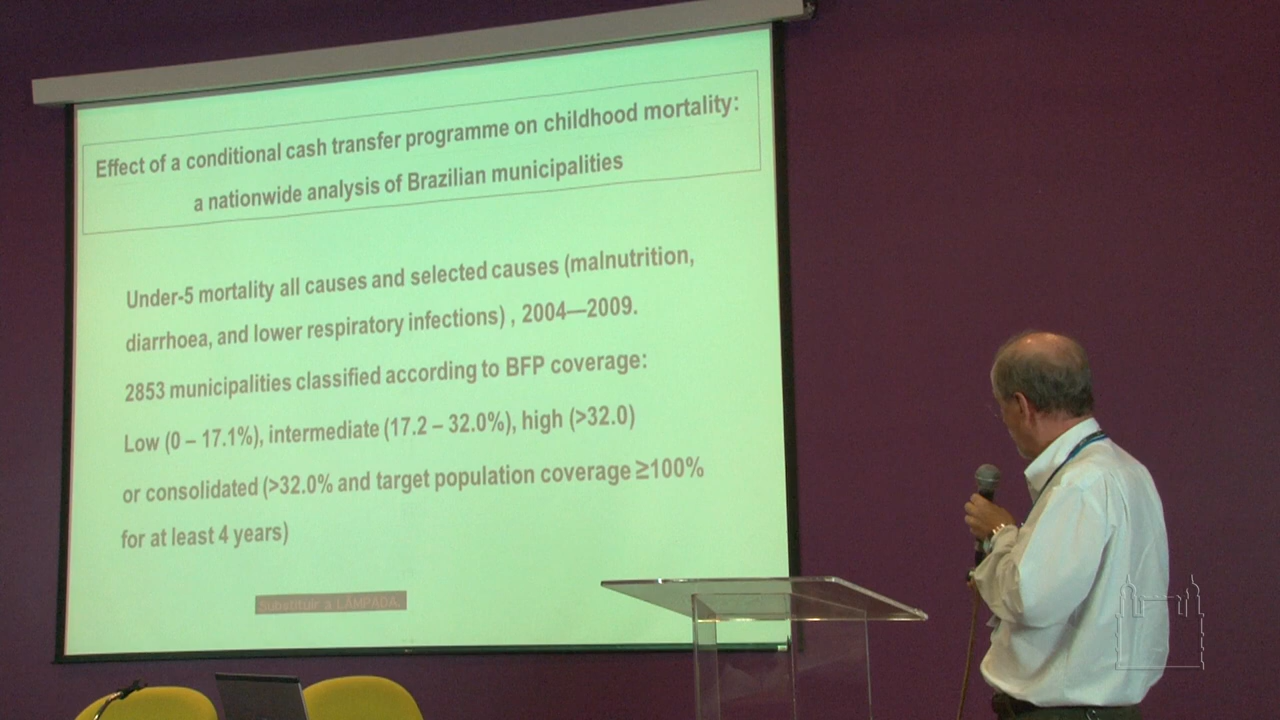 Effect of a conditional cash transfer programme on childhood mortality:
a nationwide analysis of Brazilian municipalities
Under-5 mortality all causes and selected causes (malnutrition,
diarrhoea, and lower respiratory infections) , 2004—2009.
2853 municipalities classified according to BFP coverage:
Low (0 – 17.1%), intermediate (17.2 – 32.0%), high (>32.0)
or consolidated (>32.0% and target population coverage ≥100%
for at least 4 years)
Substituir a LÂMPADA.